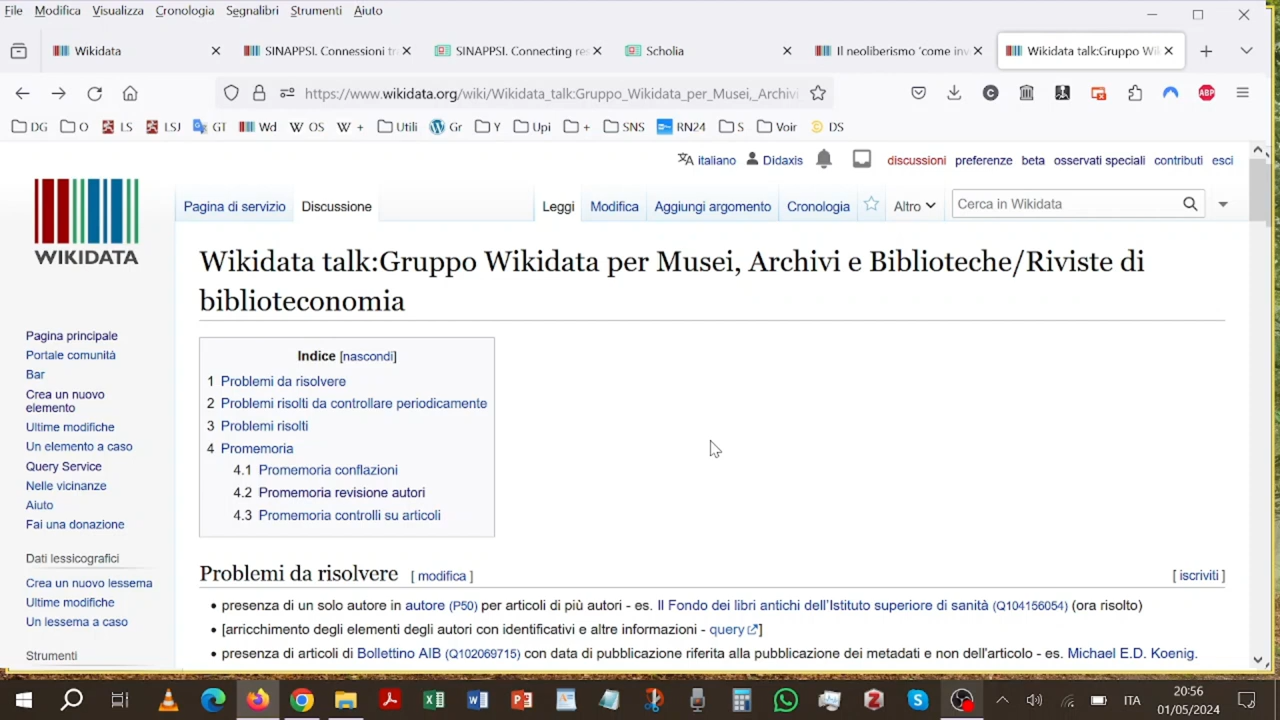 File Modifica Visualizza Cronologia Segnalibri Strumenti Aiuto
Wikidata SINAPPSI. Connessioni tr SINAPPSI. Connecting re Scholia Il neoliberismo ‘come inv Wikidata talk:Gruppo Wi
https://www.wikidata.org/wiki/Wikidata_talk:Gruppo_Wikidata_per_Musei,_Archivi
DG O LS LSJ GT Wd OS + Utili Gr Y Upi + SNS RN24 S Voir DS
italiano Didaxis discussioni preferenze beta osservati speciali contributi esci
Pagina di servizio Discussione Leggi Modifica Aggiungi argomento Cronologia Altro Cerca in Wikidata
WIKIDATA
Wikidata talk:Gruppo Wikidata per Musei, Archivi e Biblioteche/Riviste di
biblioteconomia
Pagina principale
Portale comunità
Bar
Crea un nuovo
elemento
Ultime modifiche
Un elemento a caso
Query Service
Nelle vicinanze
Aiuto
Fai una donazione
Dati lessicografici
Crea un nuovo lessema
Ultime modifiche
Un lessema a caso
Strumenti
Indice [nascondi]
1 Problemi da risolvere
2 Problemi risolti da controllare periodicamente
3 Problemi risolti
4 Promemoria
4.1 Promemoria conflazioni
4.2 Promemoria revisione autori
4.3 Promemoria controlli su articoli
Problemi da risolvere [ modifica ] [ iscriviti ]
• presenza di un solo autore in autore (P50) per articoli di più autori - es. Il Fondo dei libri antichi dell'Istituto superiore di sanità (Q104156054) (ora risolto)
• [arricchimento degli elementi degli autori con identificativi e altre informazioni - query]
• presenza di articoli di Bollettino AIB (Q102069715) con data di pubblicazione riferita alla pubblicazione dei metadati e non dell'articolo - es. Michael E.D. Koenig.
ITA 20:56
01/05/2024